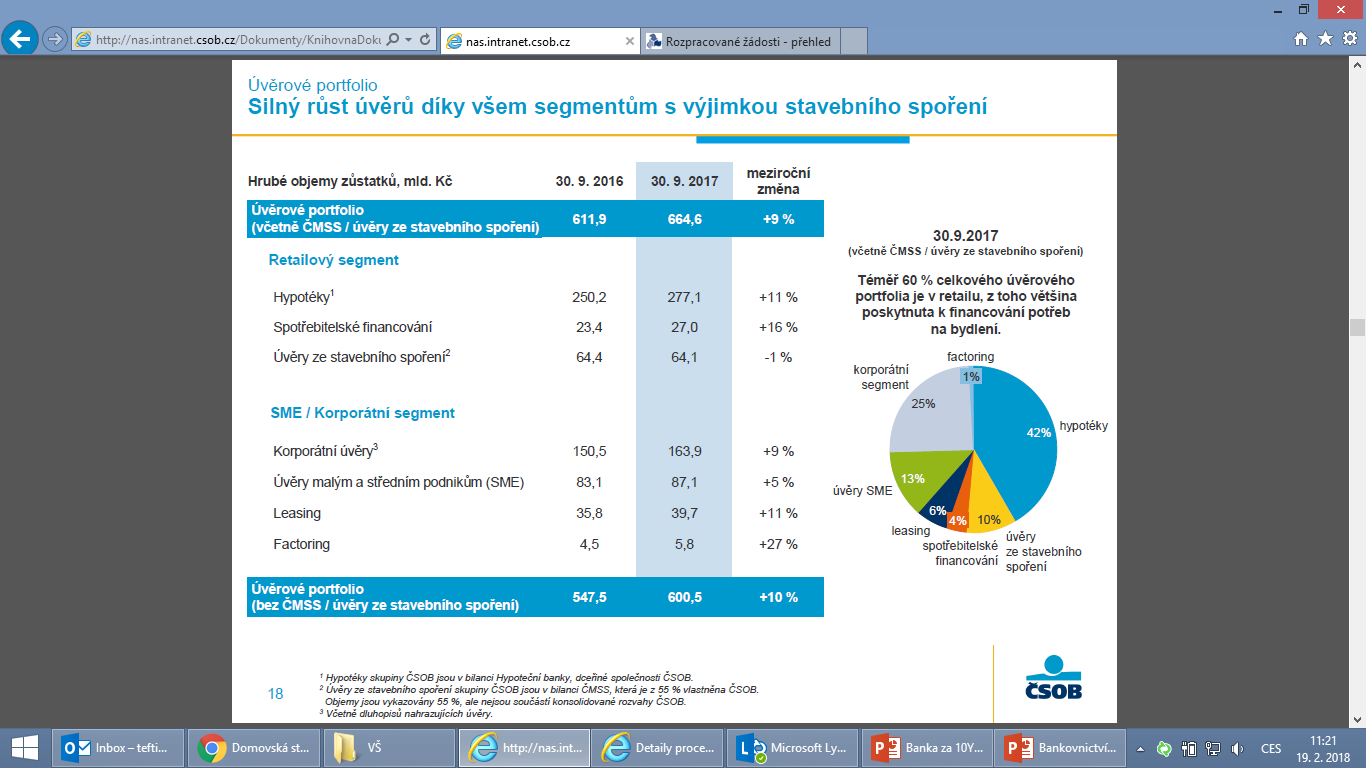 http://nas.intranet.csob.cz/Dokumenty/KnihovnaDoku
nas.intranet.csob.cz
Rozpracované žádosti - přehled
Úvěrové portfolio
Silný růst úvěrů díky všem segmentům s výjimkou stavebního spoření
Hrubé objemy zůstatků, mld. Kč 30. 9. 2016 30. 9. 2017 meziroční
změna
Úvěrové portfolio
(včetně ČMSS / úvěry ze stavebního spoření) 611,9 664,6 +9 %
Retailový segment
Hypotéky1 250,2 277,1 +11 %
Spotřebitelské financování 23,4 27,0 +16 %
Úvěry ze stavebního spoření2 64,4 64,1 -1 %
SME / Korporátní segment
Korporátní úvěry3 150,5 163,9 +9 %
Úvěry malým a středním podnikům (SME) 83,1 87,1 +5 %
Leasing 35,8 39,7 +11 %
Factoring 4,5 5,8 +27 %
Úvěrové portfolio
(bez ČMSS / úvěry ze stavebního spoření) 547,5 600,5 +10 %
30.9.2017
(včetně ČMSS / úvěry ze stavebního spoření)
Téměř 60 % celkového úvěrového
portfolia je v retailu, z toho většina
poskytnuta k financování potřeb
na bydlení.
factoring
1%
korporátní
segment
25%
hypotéky
42%
úvěry SME
13%
leasing
6%
spotřebitelské
financování
4%
10%
úvěry
ze stavebního
spoření
18
1 Hypotéky skupiny ČSOB jsou v bilanci Hypoteční banky, dceřiné společnosti ČSOB.
2 Úvěry ze stavebního spoření skupiny ČSOB jsou v bilanci ČMSS, která je z 55 % vlastněna ČSOB.
Objemy jsou vykazovány 55 %, ale nejsou součástí konsolidované rozvahy ČSOB.
3 Včetně dluhopisů nahrazujících úvěry.
ČSOB
Inbox – tefti...
Domovská st...
VŠ
http://nas.int...
Detaily proce...
Microsoft Ly...
Banka za 10Y...
Bankovnictví...
CES
11:21
19. 2. 2018